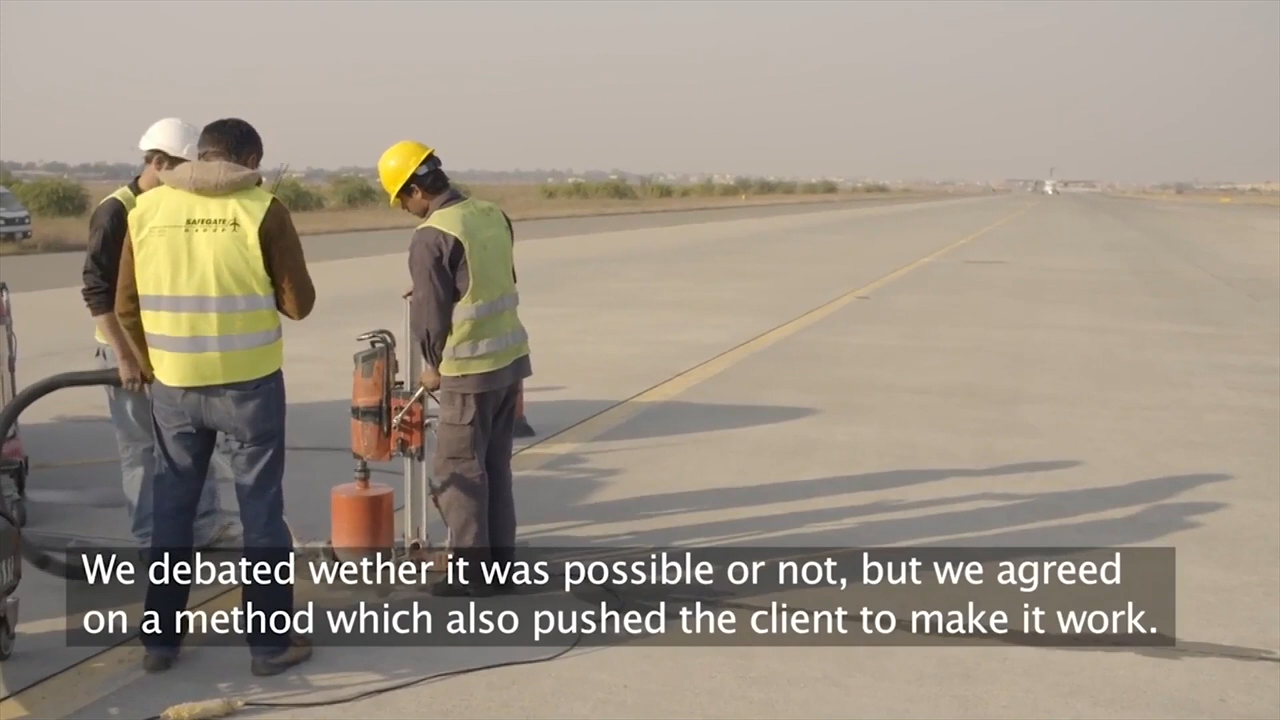 SAFEGATE
GROUP
We debated wether it was possible or not, but we agreed
on a method which also pushed the client to make it work.